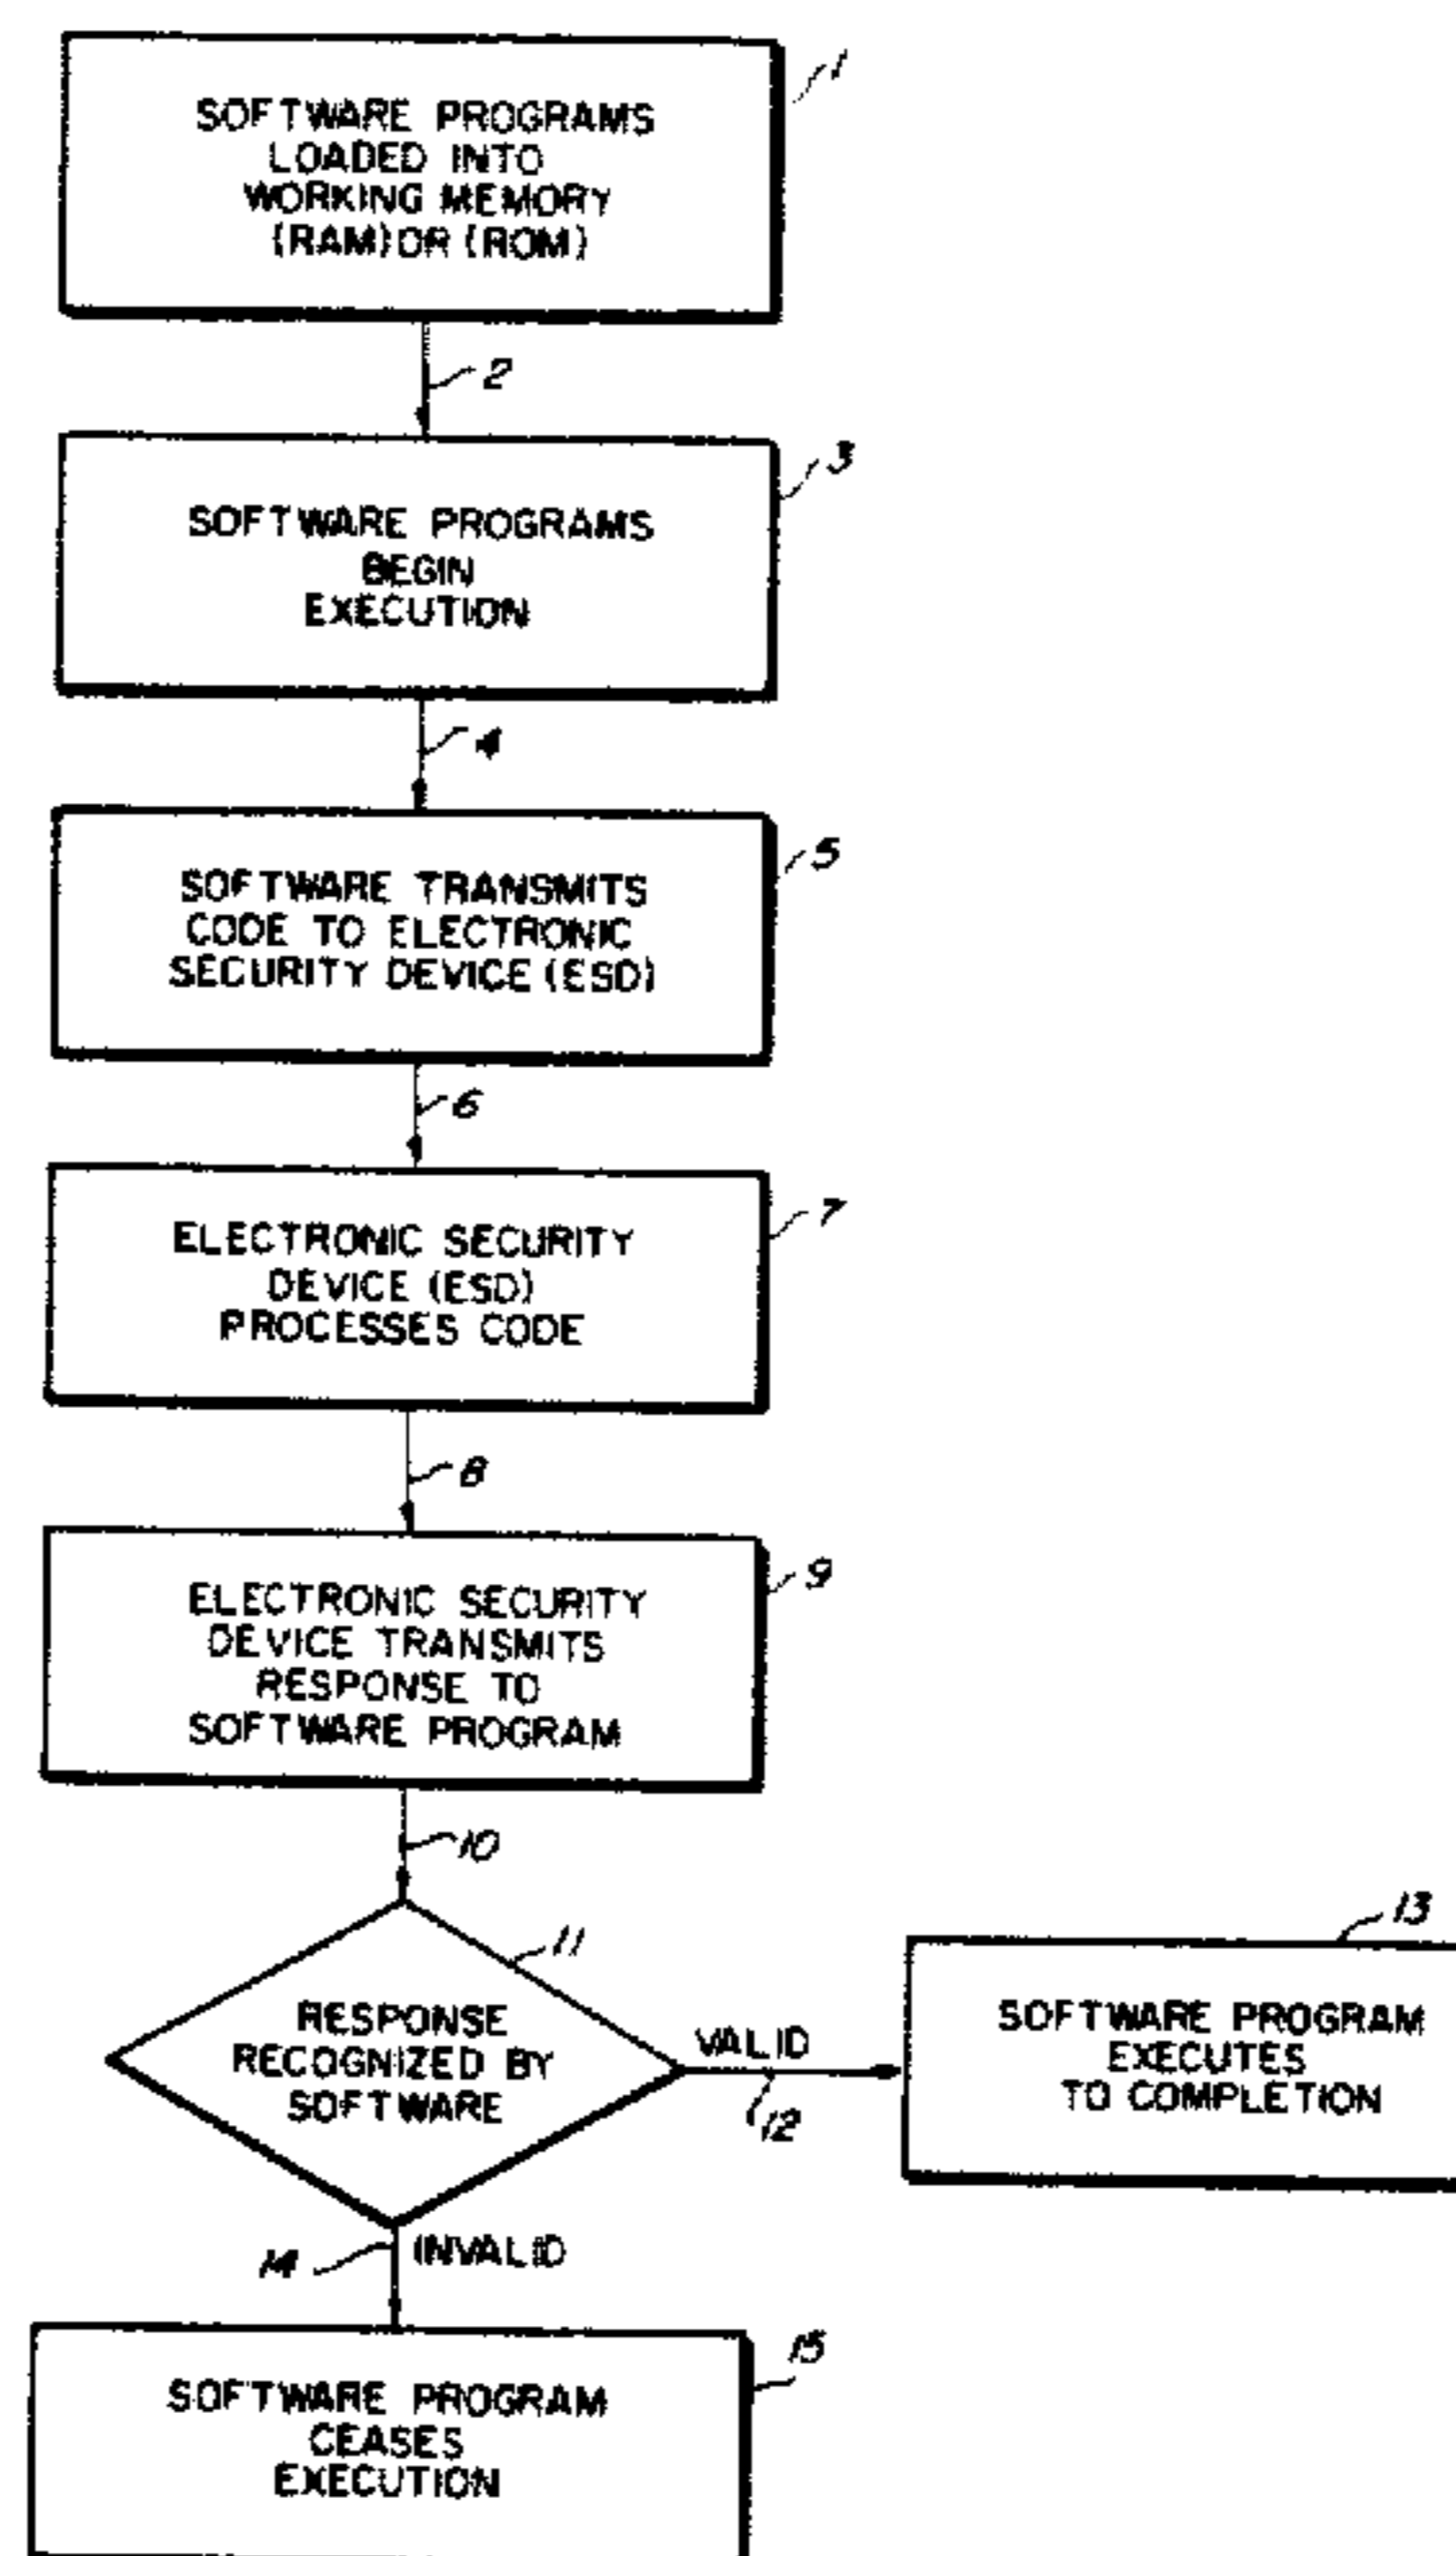 1
SOFTWARE PROGRAMS
LOADED INTO
WORKING MEMORY
(RAM) OR (ROM)
2
3
SOFTWARE PROGRAMS
BEGIN
EXECUTION
4
5
SOFTWARE TRANSMITS
CODE TO ELECTRONIC
SECURITY DEVICE (ESD)
6
7
ELECTRONIC SECURITY
DEVICE (ESD)
PROCESSES CODE
8
9
ELECTRONIC SECURITY
DEVICE TRANSMITS
RESPONSE TO
SOFTWARE PROGRAM
10
11
RESPONSE
RECOGNIZED BY
SOFTWARE
VALID
12
13
SOFTWARE PROGRAM
EXECUTES
TO COMPLETION
14
INVALID
15
SOFTWARE PROGRAM
CEASES
EXECUTION